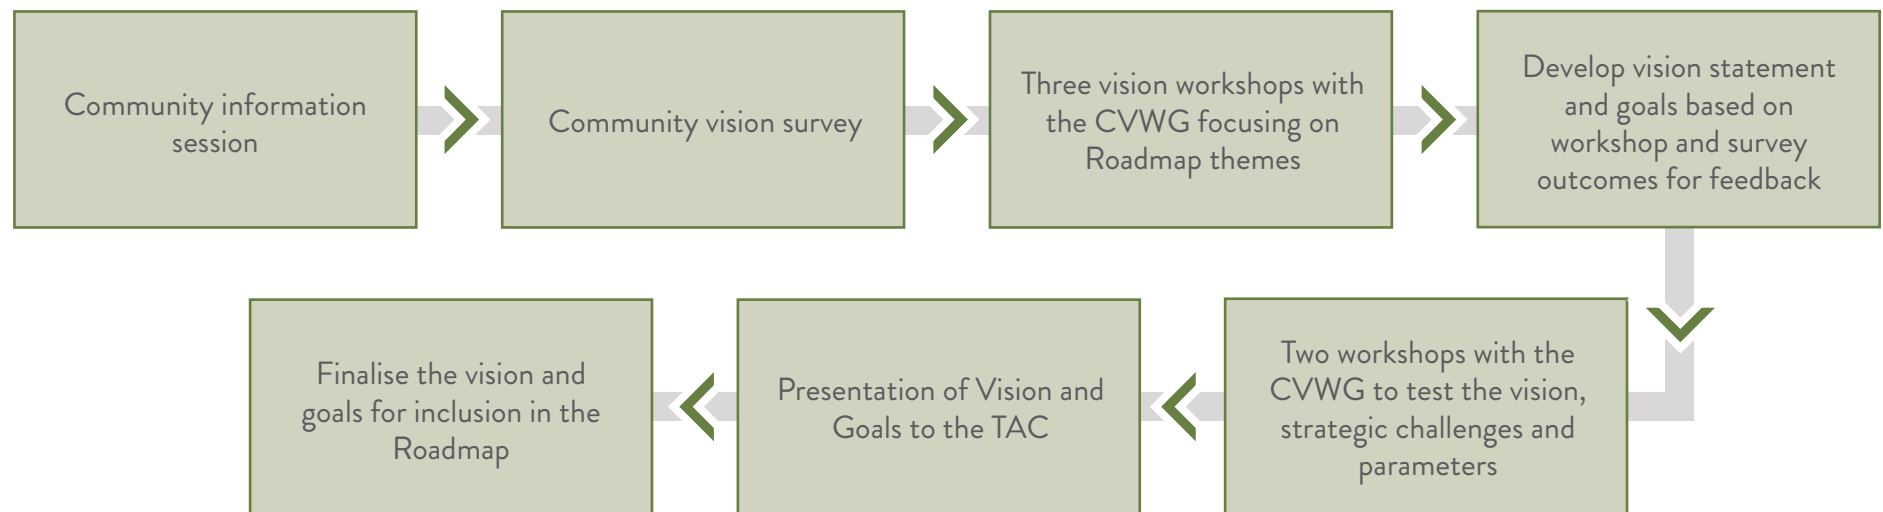 Community information
session
Community vision survey
Three vision workshops with
the CVWG focusing on
Roadmap themes
Develop vision statement
and goals based on
workshop and survey
outcomes for feedback
Two workshops with the
CVWG to test the vision,
strategic challenges and
parameters
Presentation of Vision and
Goals to the TAC
Finalise the vision and
goals for inclusion in the
Roadmap